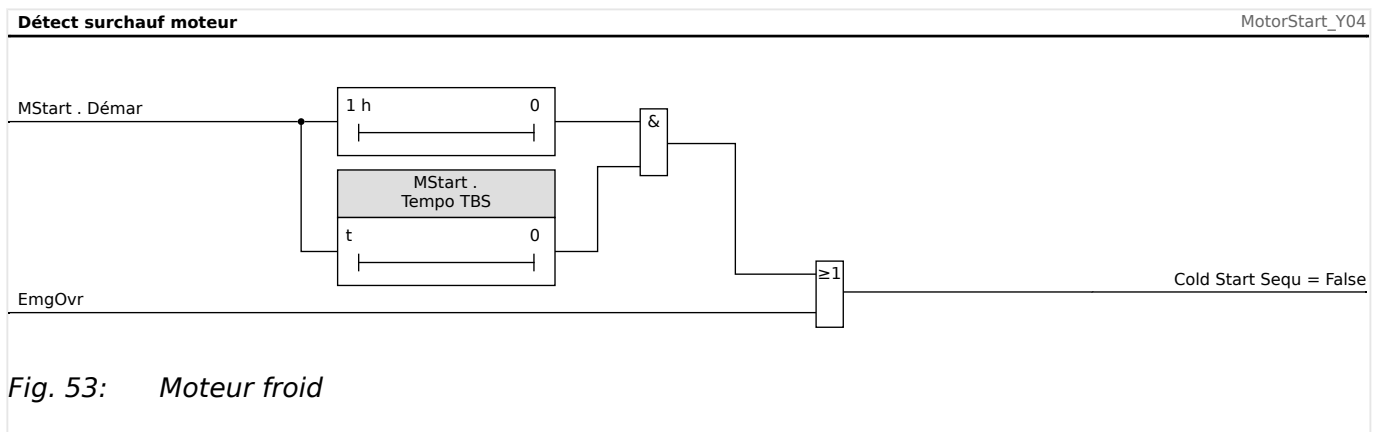 Détect surchauf moteur
MotorStart_Y04
MStart . Démar
1 h 0
&
MStart .
Tempo TBS
t 0
≥1
Cold Start Sequ = False
EmgOvr
Fig. 53: Moteur froid